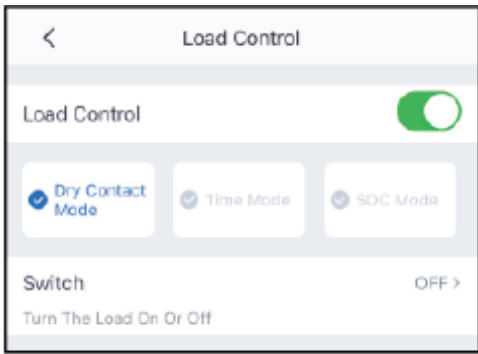 Load Control
Load Control
Dry Contact
Mode
Time Mode
SOC Mode
Switch
OFF >
Turn The Load On Or Off